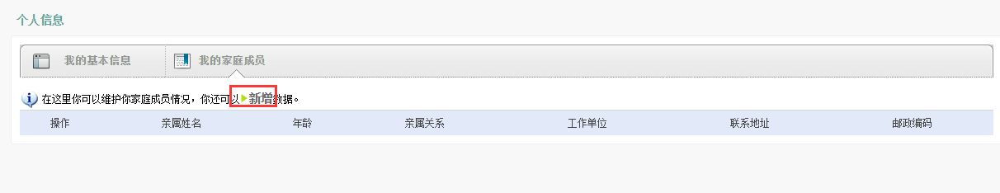 个人信息
我的基本信息 我的家庭成员
在这里你可以维护你家庭成员情况，你还可以新增数据。
操作 亲属姓名 年龄 亲属关系 工作单位 联系地址 邮政编码